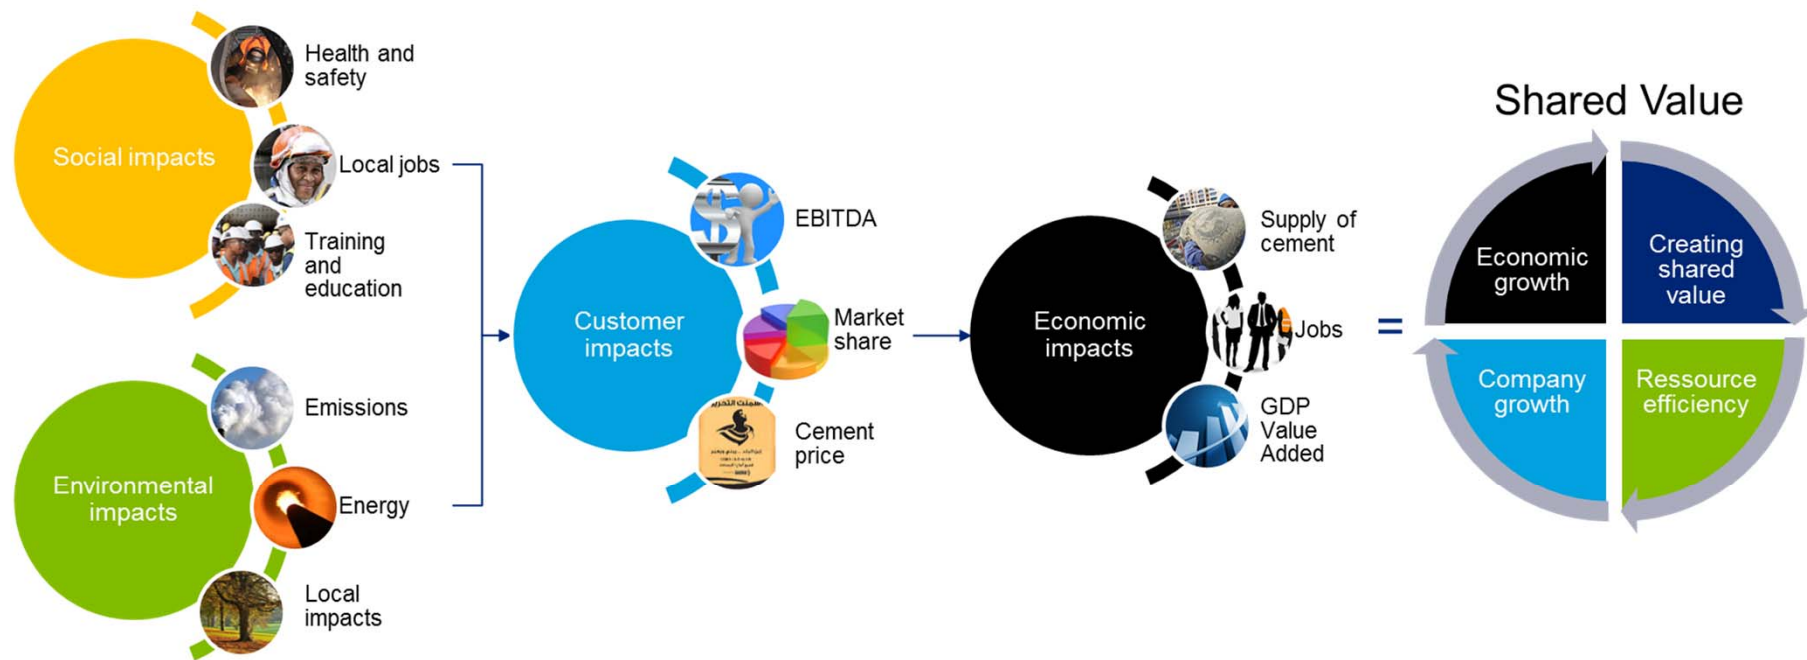 Social impacts
Health and
safety
Local jobs
Training
and
education
Environmental
impacts
Emissions
Energy
Local
impacts
Customer
impacts
EBITDA
Market
share
Cement
price
Economic
impacts
Supply of
cement
Jobs
GDP
Value
Added
=
Shared Value
Economic
growth
Creating
shared
value
Company
growth
Ressource
efficiency